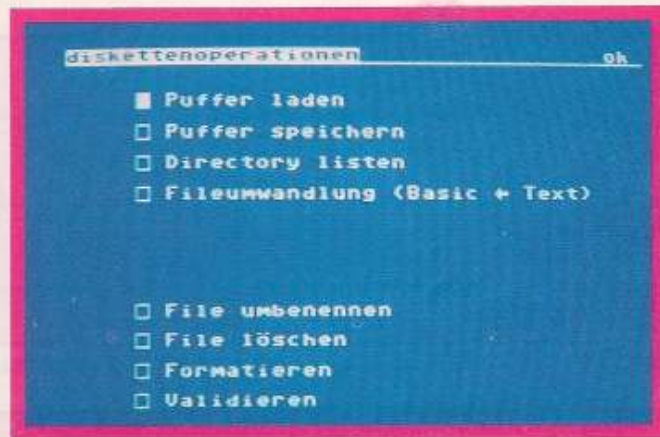 diskettenoperationen ok
Puffer laden
Puffer speichern
Directory listen
Fileumwandlung (Basic ← Text)
File umbenennen
File löschen
Formatieren
Validieren